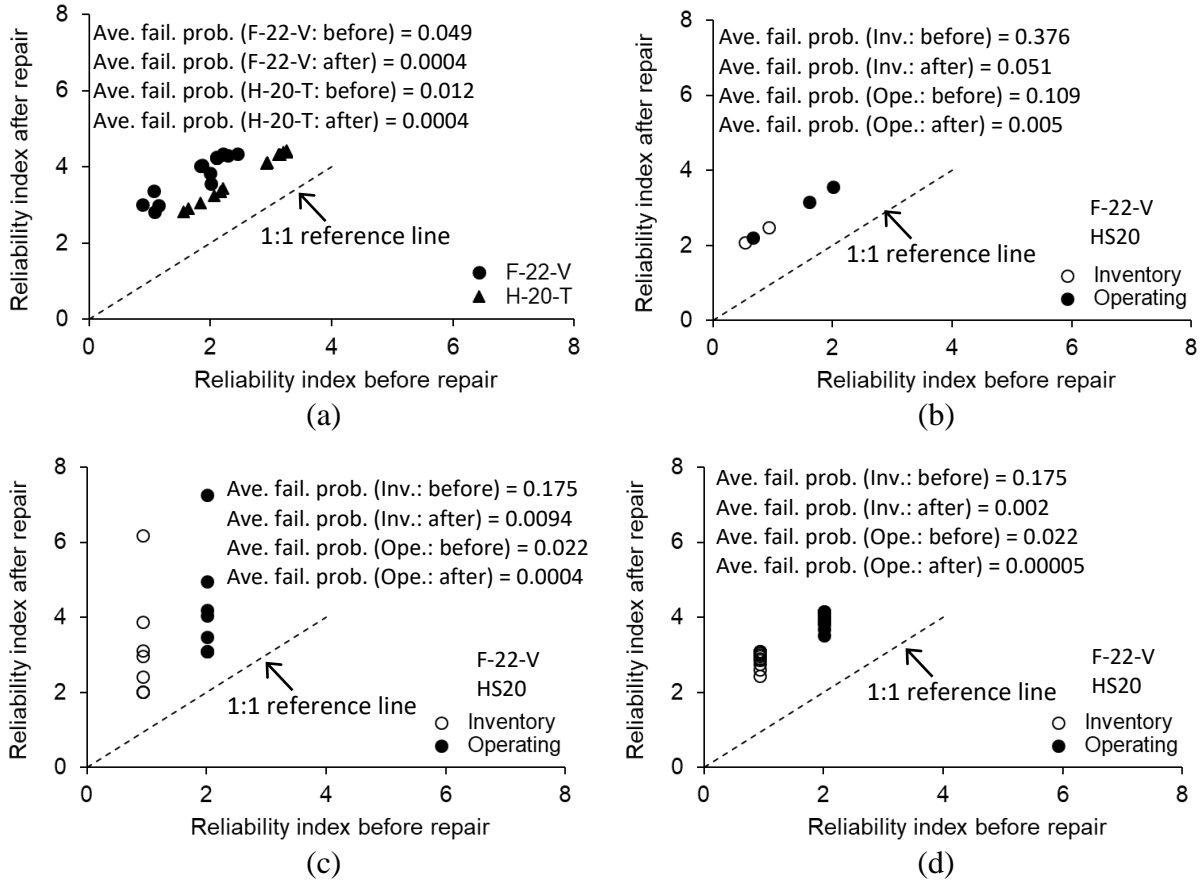 Ave. fail. prob. (F-22-V: before) = 0.049
Ave. fail. prob. (F-22-V: after) = 0.0004
Ave. fail. prob. (H-20-T: before) = 0.012
Ave. fail. prob. (H-20-T: after) = 0.0004
8
6
4
2
0
Reliability index after repair
1:1 reference line
F-22-V
H-20-T
0 2 4 6 8
Reliability index before repair
(a)
Ave. fail. prob. (Inv.: before) = 0.376
Ave. fail. prob. (Inv.: after) = 0.051
Ave. fail. prob. (Ope.: before) = 0.109
Ave. fail. prob. (Ope.: after) = 0.005
8
6
4
2
0
Reliability index after repair
1:1 reference line
F-22-V
HS20
Inventory
Operating
0 2 4 6 8
Reliability index before repair
(b)
Ave. fail. prob. (Inv.: before) = 0.175
Ave. fail. prob. (Inv.: after) = 0.0094
Ave. fail. prob. (Ope.: before) = 0.022
Ave. fail. prob. (Ope.: after) = 0.0004
8
6
4
2
0
Reliability index after repair
1:1 reference line
F-22-V
HS20
Inventory
Operating
0 2 4 6 8
Reliability index before repair
(c)
Ave. fail. prob. (Inv.: before) = 0.175
Ave. fail. prob. (Inv.: after) = 0.002
Ave. fail. prob. (Ope.: before) = 0.022
Ave. fail. prob. (Ope.: after) = 0.00005
8
6
4
2
0
Reliability index after repair
1:1 reference line
F-22-V
HS20
Inventory
Operating
0 2 4 6 8
Reliability index before repair
(d)